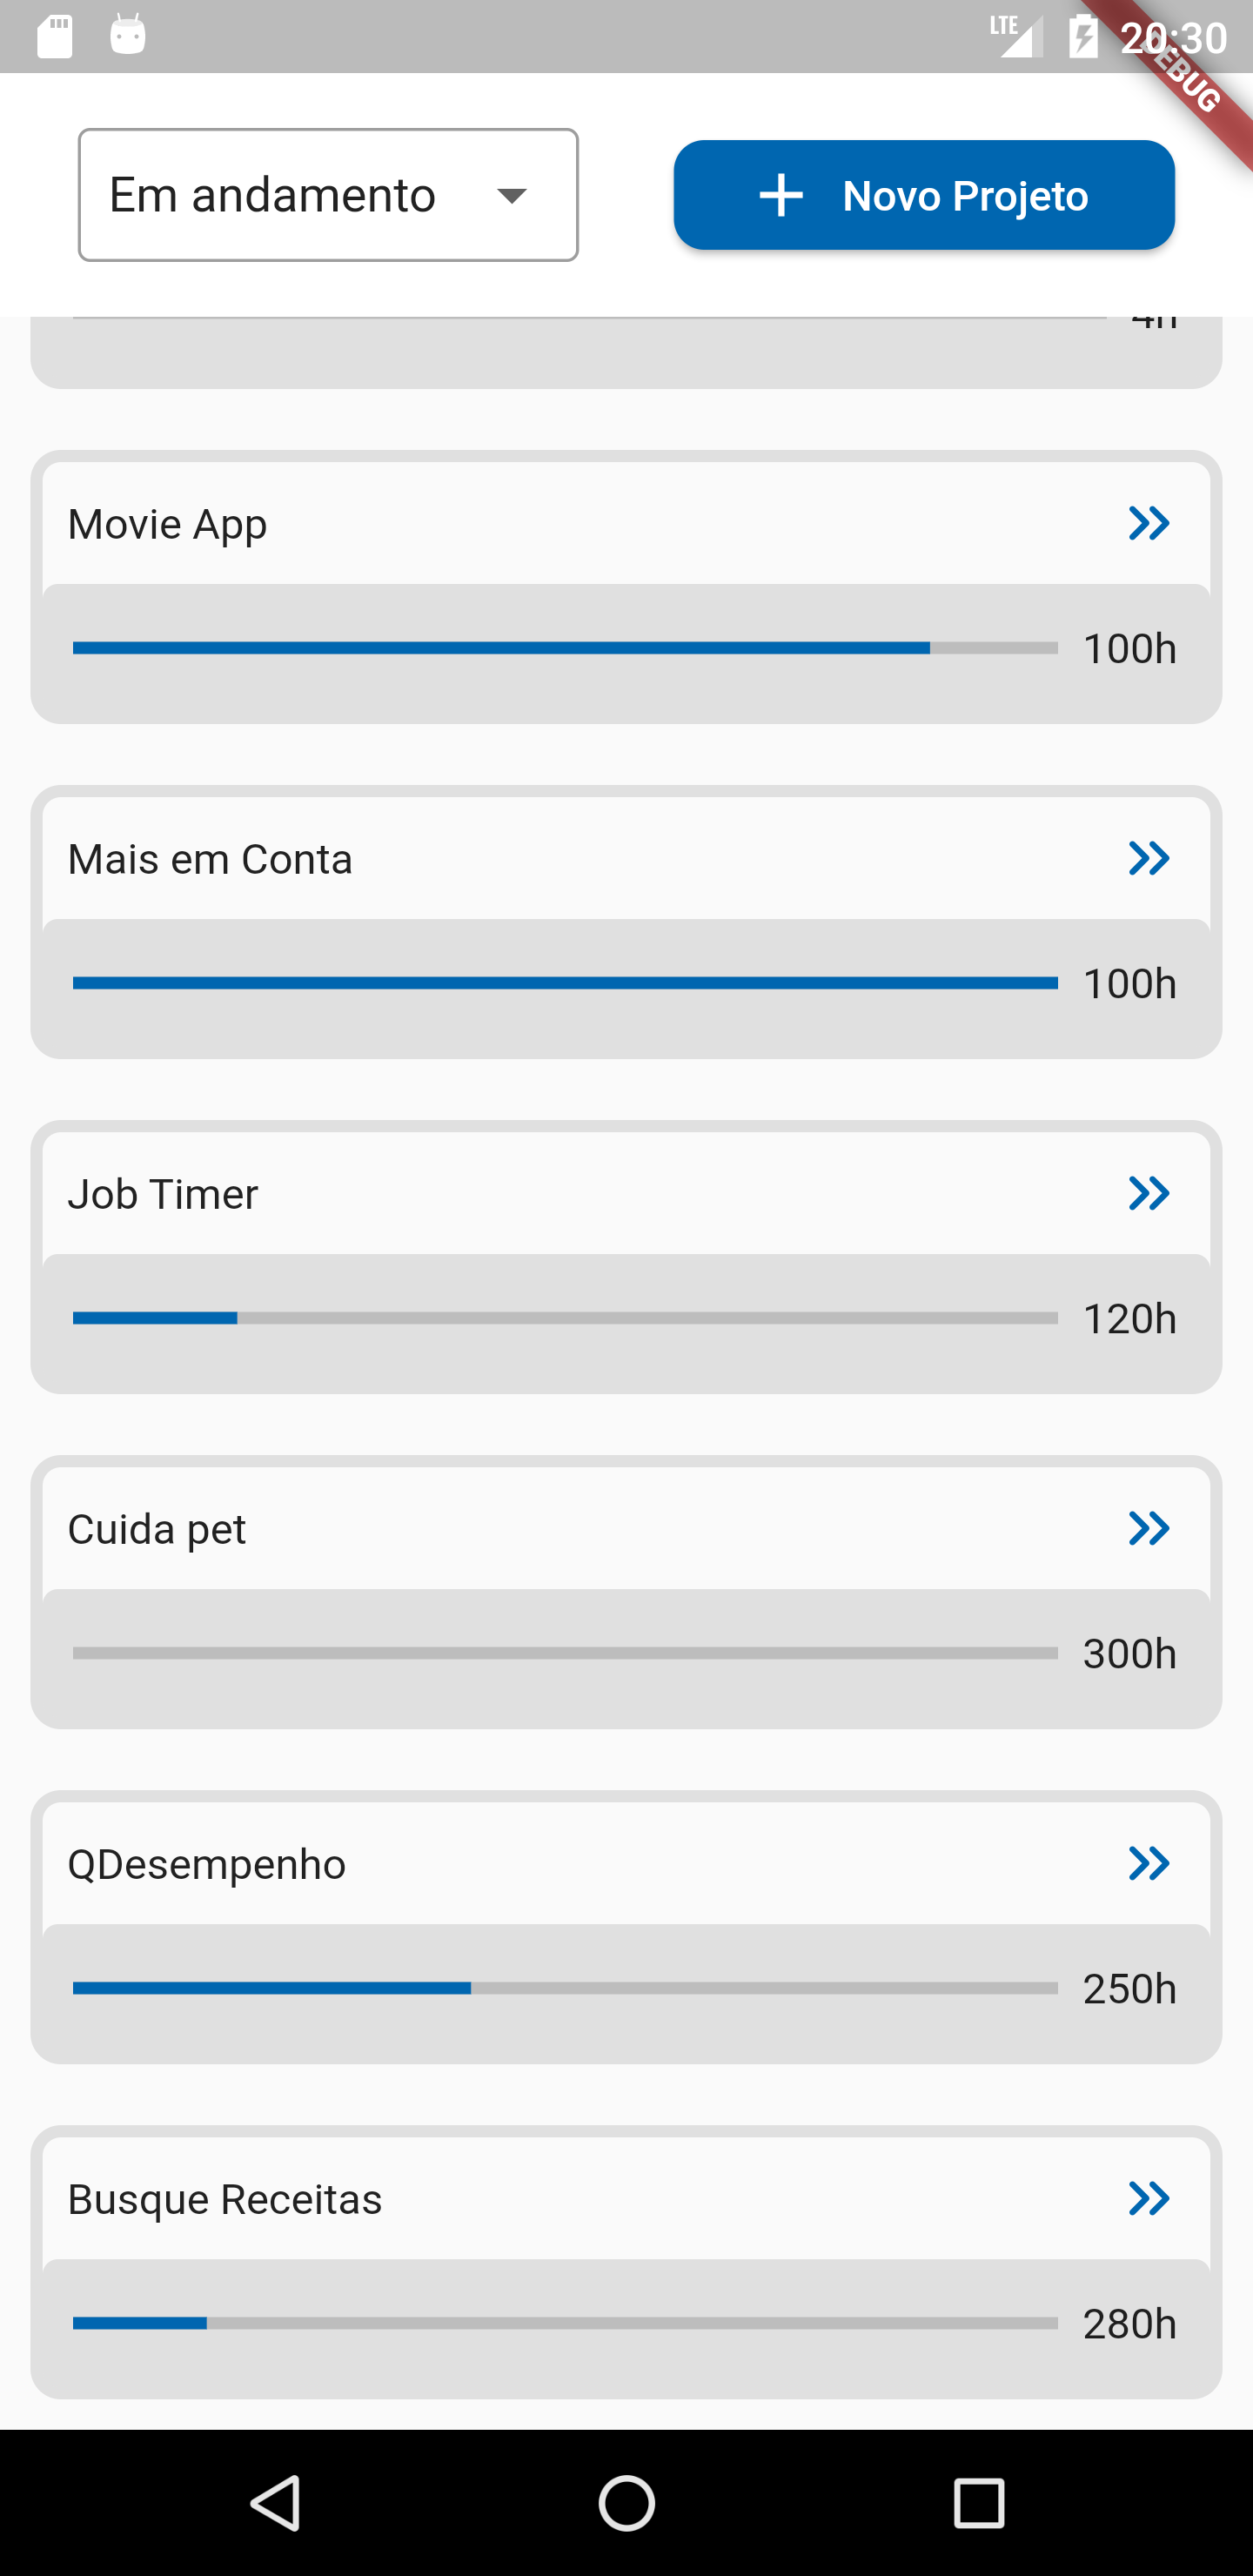 LTE 20:30
DEBUG
Em andamento
Novo Projeto
4h
Movie App
100h
Mais em Conta
100h
Job Timer
120h
Cuida pet
300h
QDesempenho
250h
Busque Receitas
280h